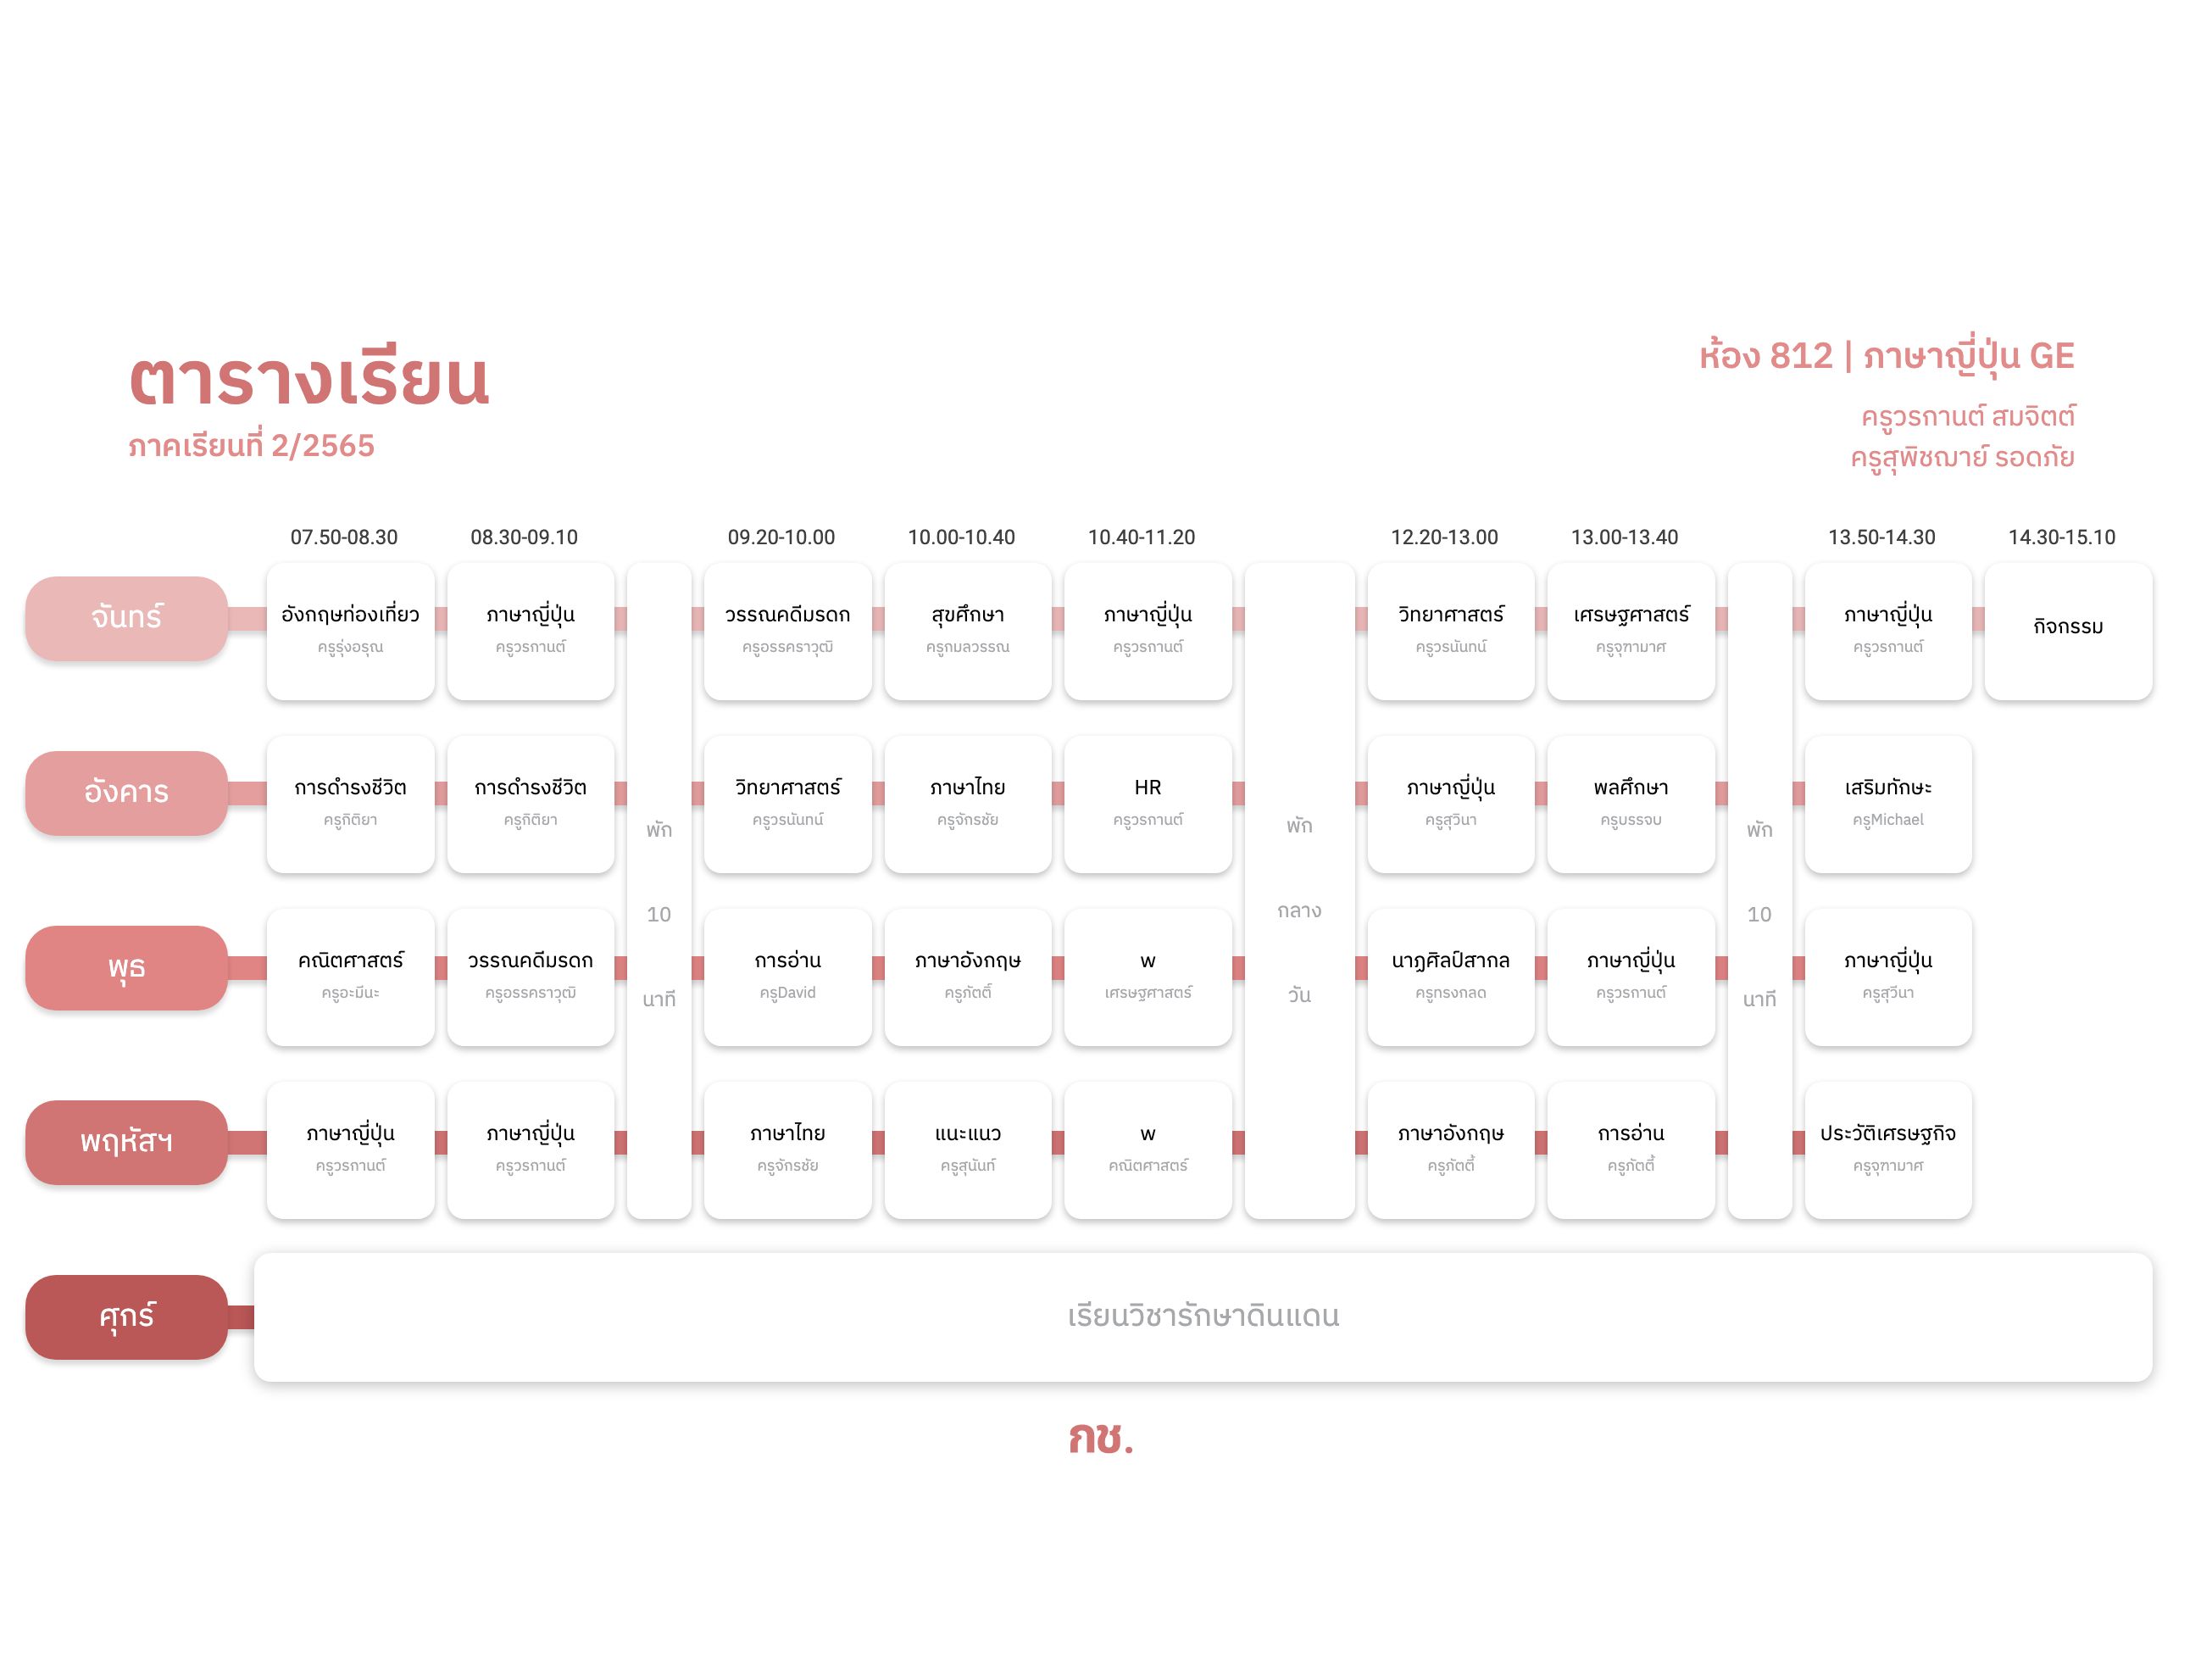 ตารางเรียน
ภาคเรียนที่ 2/2565
ห้อง 812 | ภาษาญี่ปุ่น GE
ครูวรกานต์ สมจิตต์
ครูสุพิชฌาย์ รอดภัย
07.50-08.30 08.30-09.10 09.20-10.00 10.00-10.40 10.40-11.20 12.20-13.00 13.00-13.40 13.50-14.30 14.30-15.10
จันทร์
อังกฤษท่องเที่ยว ภาษาญี่ปุ่น วรรณคดีมรดก สุขศึกษา ภาษาญี่ปุ่น วิทยาศาสตร์ เศรษฐศาสตร์ ภาษาญี่ปุ่น กิจกรรม
ครูรุ่งอรุณ ครูวรกานต์ ครูอรรคราวุฒิ ครูกมลวรรณ ครูวรกานต์ ครูวรนันทน์ ครูจุฑามาศ ครูวรกานต์
อังคาร
การดำรงชีวิต การดำรงชีวิต วิทยาศาสตร์ ภาษาไทย HR ภาษาญี่ปุ่น พลศึกษา เสริมทักษะ
ครูกิติยา ครูกิติยา ครูวรนันทน์ ครูจักรชัย ครูวรกานต์ ครูสุวินา ครูบรรจบ ครูMichael
พัก
10
นาที
พัก
กลาง
วัน
พัก
10
นาที
พุธ
คณิตศาสตร์ วรรณคดีมรดก การอ่าน ภาษาอังกฤษ W นาฏศิลป์สากล ภาษาญี่ปุ่น ภาษาญี่ปุ่น
ครูอะมีนะ ครูอรรคราวุฒิ ครูDavid ครูภัตติ์ เศรษฐศาสตร์ ครูทรงกลด ครูวรกานต์ ครูสุวีนา
พฤหัสฯ
ภาษาญี่ปุ่น ภาษาญี่ปุ่น ภาษาไทย แนะแนว W ภาษาอังกฤษ การอ่าน ประวัติเศรษฐกิจ
ครูวรกานต์ ครูวรกานต์ ครูจักรชัย ครูสุนันท์ คณิตศาสตร์ ครูภัตติ์ ครูภัตติ์ ครูจุฑามาศ
ศุกร์
เรียนวิชารักษาดินแดน
กช.